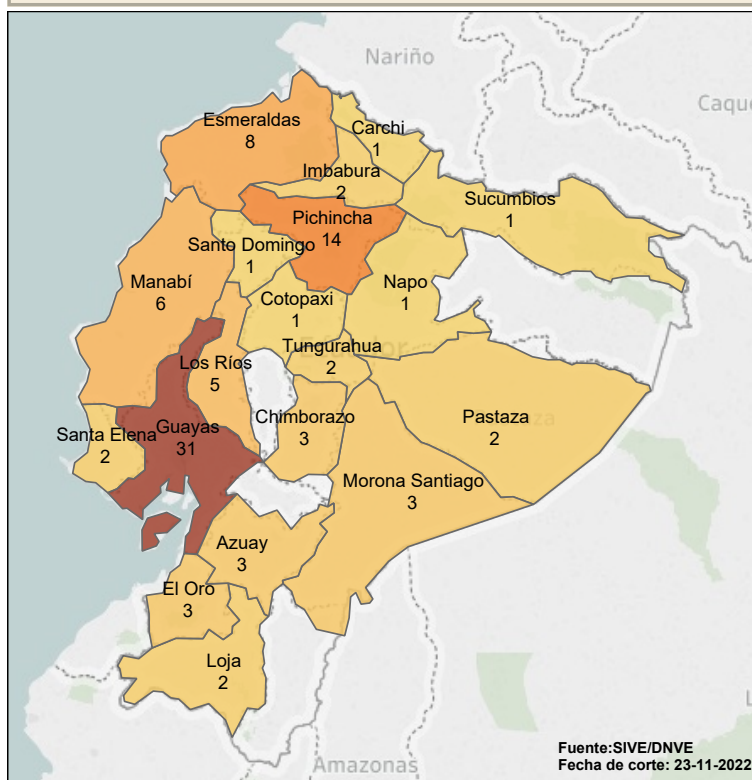 Nariño
Caque
Esmeraldas
8
Carchi
1
Imbabura
2
Sucumbios
1
Pichincha
14
Santo Domingo
1
Manabí
6
Napo
1
Cotopaxi
1
Ecuador
Tungurahua
2
Los Ríos
5
Chimborazo
3
Pastaza
2
Santa Elena
2
Guayas
31
Morona Santiago
3
Azuay
3
El Oro
3
Loja
2
Amazonas
L
Fuente:SIVE/DNVE
Fecha de corte: 23-11-2022